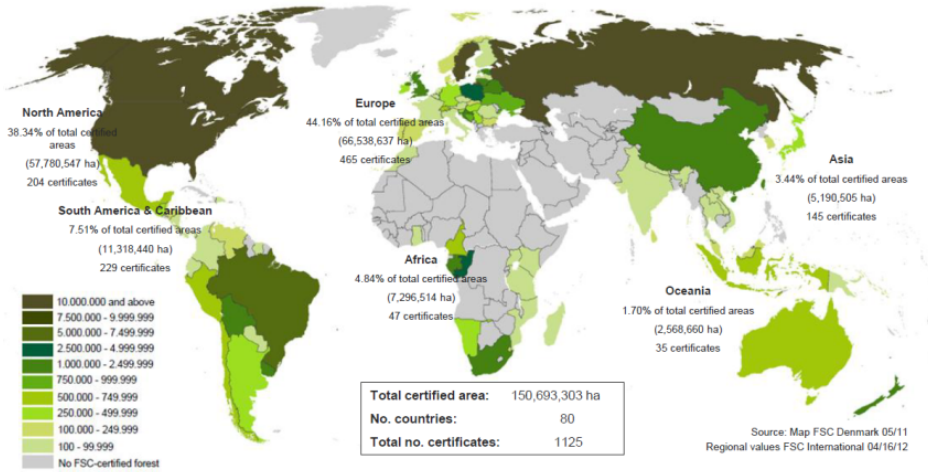 North America
38.34% of total certified
areas
(57,780,547 ha)
204 certificates
Europe
44.16% of total certified areas
(66,538,637 ha)
465 certificates
Asia
3.44% of total certified areas
(5,190,505 ha)
145 certificates
South America & Caribbean
7.51% of total certified areas
(11,318,440 ha)
229 certificates
Africa
4.84% of total certified areas
(7,296,514 ha)
47 certificates
Oceania
1.70% of total certified areas
(2,568,660 ha)
35 certificates
10.000.000 and above
7.500.000 - 9.999.999
5.000.000 - 7.499.999
2.500.000 - 4.999.999
1.000.000 - 2.499.999
750.000 - 999.999
500.000 - 749.999
250.000 - 499.999
100.000 - 249.999
100 - 99.999
No FSC-certified forest
Total certified area: 150,693,303 ha
No. countries: 80
Total no. certificates: 1125
Source: Map FSC Denmark 05/11
Regional values FSC International 04/16/12